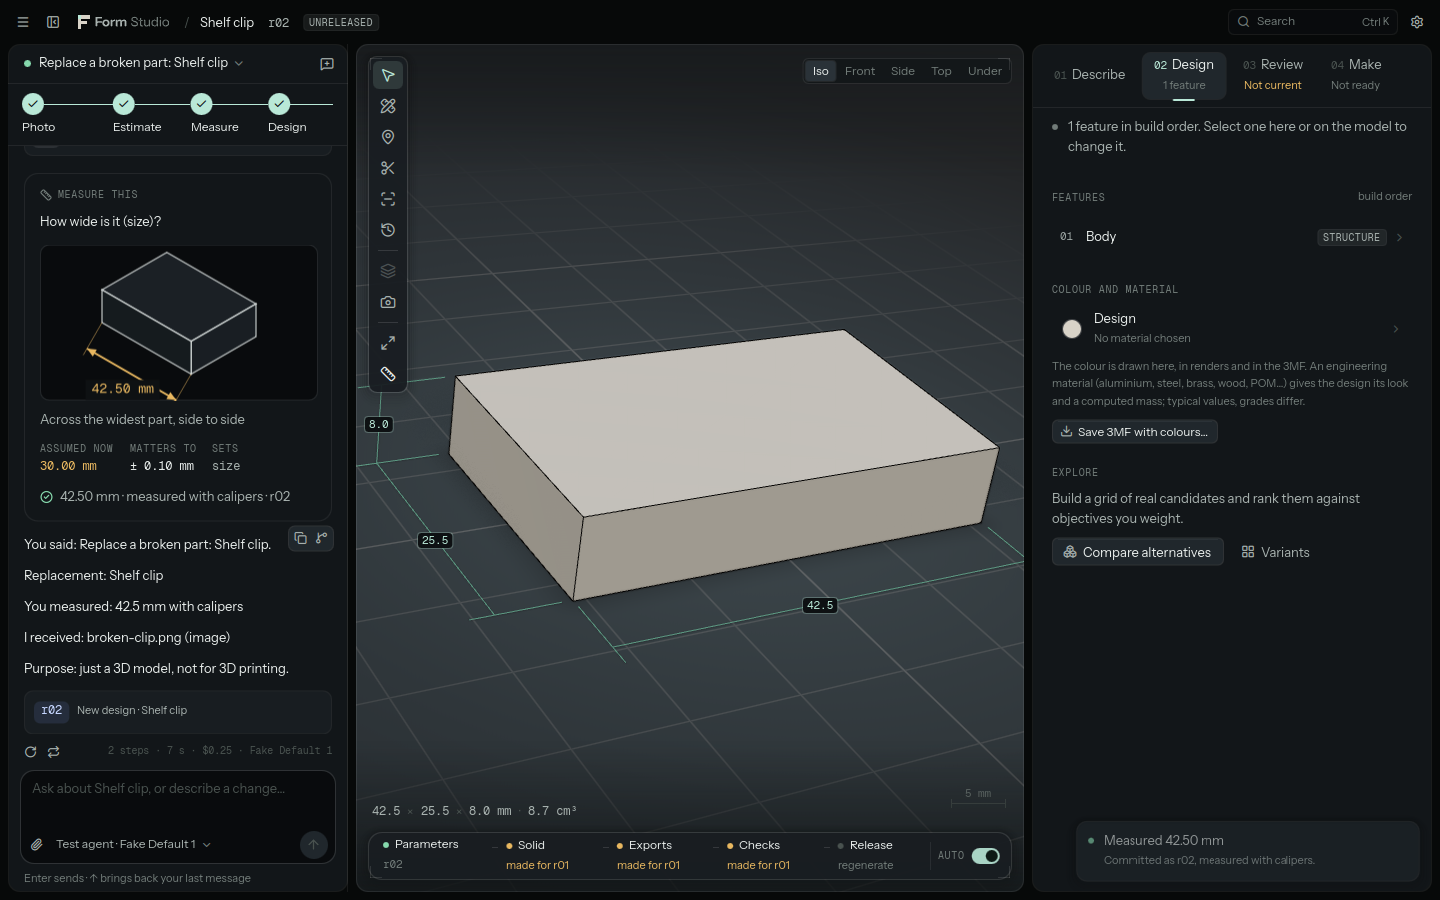 Form Studio / Shelf clip r02 UNRELEASED
Search Ctrl K
Replace a broken part: Shelf clip
Photo Estimate Measure Design
MEASURE THIS
How wide is it (size)?
42.50 mm
Across the widest part, side to side
ASSUMED NOW MATTERS TO SETS
30.00 mm ± 0.10 mm size
42.50 mm · measured with calipers · r02
You said: Replace a broken part: Shelf clip.
Replacement: Shelf clip
You measured: 42.5 mm with calipers
I received: broken-clip.png (image)
Purpose: just a 3D model, not for 3D printing.
r02 New design · Shelf clip
2 steps · 7 s · $0.25 · Fake Default 1
Ask about Shelf clip, or describe a change...
Test agent · Fake Default 1
Enter sends · ↑ brings back your last message
Iso Front Side Top Under
8.0
25.5
42.5
5 mm
42.5 × 25.5 × 8.0 mm · 8.7 cm³
Parameters Solid Exports Checks Release
r02 made for r01 made for r01 made for r01 regenerate
AUTO
01 Describe
02 Design
1 feature
03 Review
Not current
04 Make
Not ready
1 feature in build order. Select one here or on the model to
change it.
FEATURES build order
01 Body STRUCTURE
COLOUR AND MATERIAL
Design
No material chosen
The colour is drawn here, in renders and in the 3MF. An engineering
material (aluminium, steel, brass, wood, POM…) gives the design its look
and a computed mass; typical values, grades differ.
Save 3MF with colours…
EXPLORE
Build a grid of real candidates and rank them against
objectives you weight.
Compare alternatives Variants
Measured 42.50 mm
Committed as r02, measured with calipers.